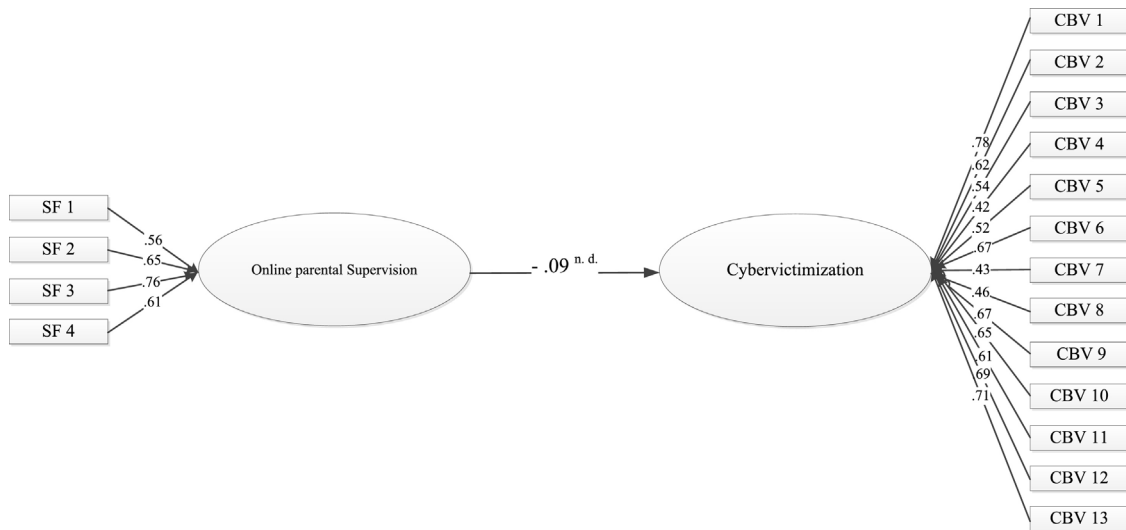 SF 1
SF 2
SF 3
SF 4
.56
.65
.76
.61
Online parental Supervision
- .09 n. d.
Cybervictimization
.78
.62
.54
.42
.52
.67
.43
.46
.67
.65
.61
.69
.71
CBV 1
CBV 2
CBV 3
CBV 4
CBV 5
CBV 6
CBV 7
CBV 8
CBV 9
CBV 10
CBV 11
CBV 12
CBV 13